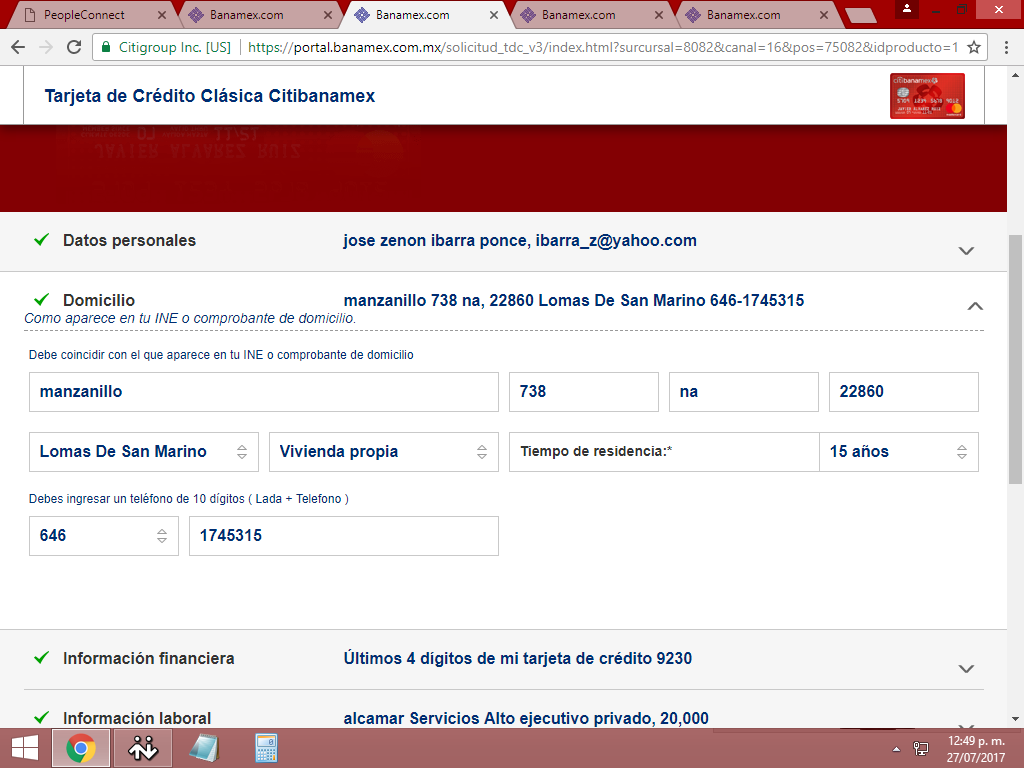 PeopleConnect
Banamex.com
Banamex.com
Banamex.com
Banamex.com
Citigroup Inc. [US]
https://portal.banamex.com.mx/solicitud_tdc_v3/index.html?sursursal=8082&canal=16&pos=75082&idproducto=1
Tarjeta de Crédito Clásica Citibanamex
citibanamex
JAVIER ALVAREZ RUIZ
Datos personales
jose zenon ibarra ponce, ibarra_z@yahoo.com
Domicilio
manzanillo 738 na, 22860 Lomas De San Marino 646-1745315
Como aparece en tu INE o comprobante de domicilio.
Debe coincidir con el que aparece en tu INE o comprobante de domicilio
manzanillo
738
na
22860
Lomas De San Marino
Vivienda propia
Tiempo de residencia:*
15 años
Debes ingresar un teléfono de 10 dígitos ( Lada + Telefono )
646
1745315
Información financiera
Últimos 4 dígitos de mi tarjeta de crédito 9230
Información laboral
alcamar Servicios Alto ejecutivo privado, 20,000
12:49 p. m.
27/07/2017